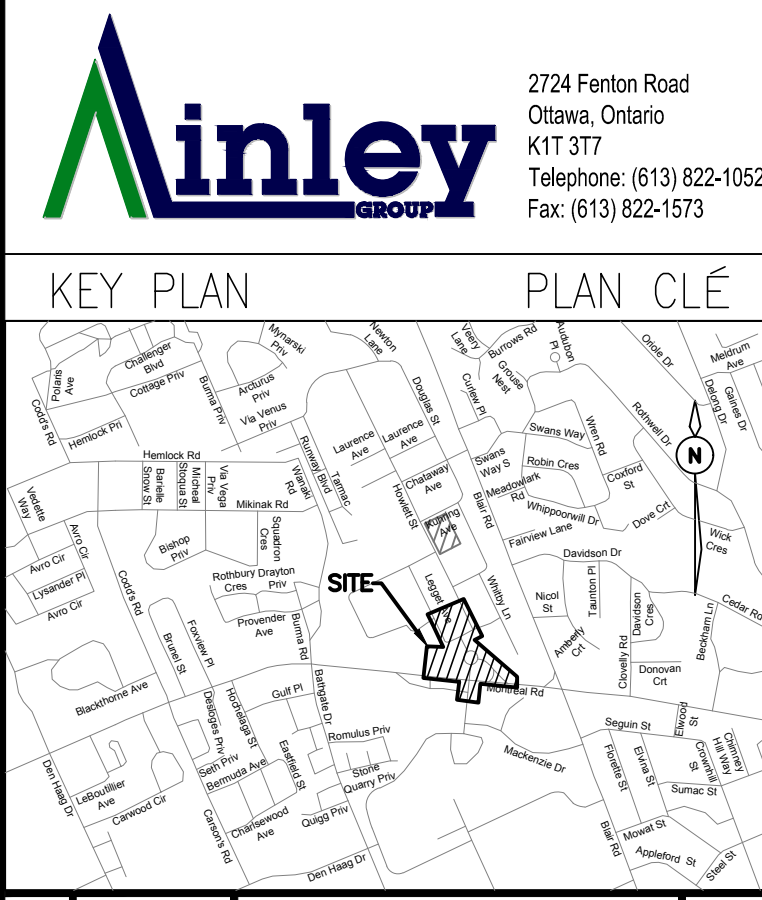 Ainley
GROUP
2724 Fenton Road
Ottawa, Ontario
K1T 3T7
Telephone: (613) 822-1052
Fax: (613) 822-1573
KEY PLAN
PLAN CLÉ
Polaris
Ave
Codd's Rd
Challenger
Blvd
Cottage Priv
Hemlock Pri
Burma Priv
Mynarski
Priv
Arcturus
Priv
Via Venus
Priv
Newton
Lane
Douglas St
Laurence
Ave
Laurence
Ave
Veery
Lane
Burrows Rd
Audubon
Pl
Grouse
Nest
Curlew Pl
Oriole Dr
Meldrum
Ave
Delong Dr
Gaines Dr
Rothwell Dr
Swans Way
Wren Rd
Swans
Way S
Robin Cres
Coxford
St
Meadowlark
Rd
Whippoorwill Dr
Dove Crt
Fairview Lane
N
Wick
Cres
Hemlock Rd
Barielle
Snow St
Micheal
Stoqua St
Via Vega
Priv
Wanaki
Rd
Runway Blvd
Tarmac
Mikinak Rd
Chataway
Ave
Howlett St
Blair Rd
Kunring
Ave
Vedette
Way
Avro Cir
Avro Cir
Lysander Pl
Avro Cir
Codd's Rd
Bishop
Priv
Squadron
Cres
Rothbury
Cres
Drayton
Priv
Provender
Ave
Burma Rd
SITE
Legget Ave
Whitby Ln
Davidson Dr
Nicol
St
Taunton Pl
Davidson
Cres
Amberly
Crt
Clovelly Rd
Donovan
Crt
Beckham Ln
Cedar Rd
Brunel St
Foxview Pl
Blackthorne Ave
Desloges Priv
Hochelaga St
Gulf Pl
Bathgate Dr
Montreal Rd
Romulus Priv
Eastfield St
Seth Priv
Bermuda Ave
Stone
Quarry Priv
Mackenzie Dr
Seguin St
Elwood
St
Florette St
Elvina St
Crownhill
St
Chimney
Hill Way
Sumac St
Den Haag Dr
LeBoutillier
Ave
Carwood Cir
Carson's Rd
Charlsewood
Ave
Quigg Priv
Den Haag Dr
Blair Rd
Mowat St
Appleford St
Steel St